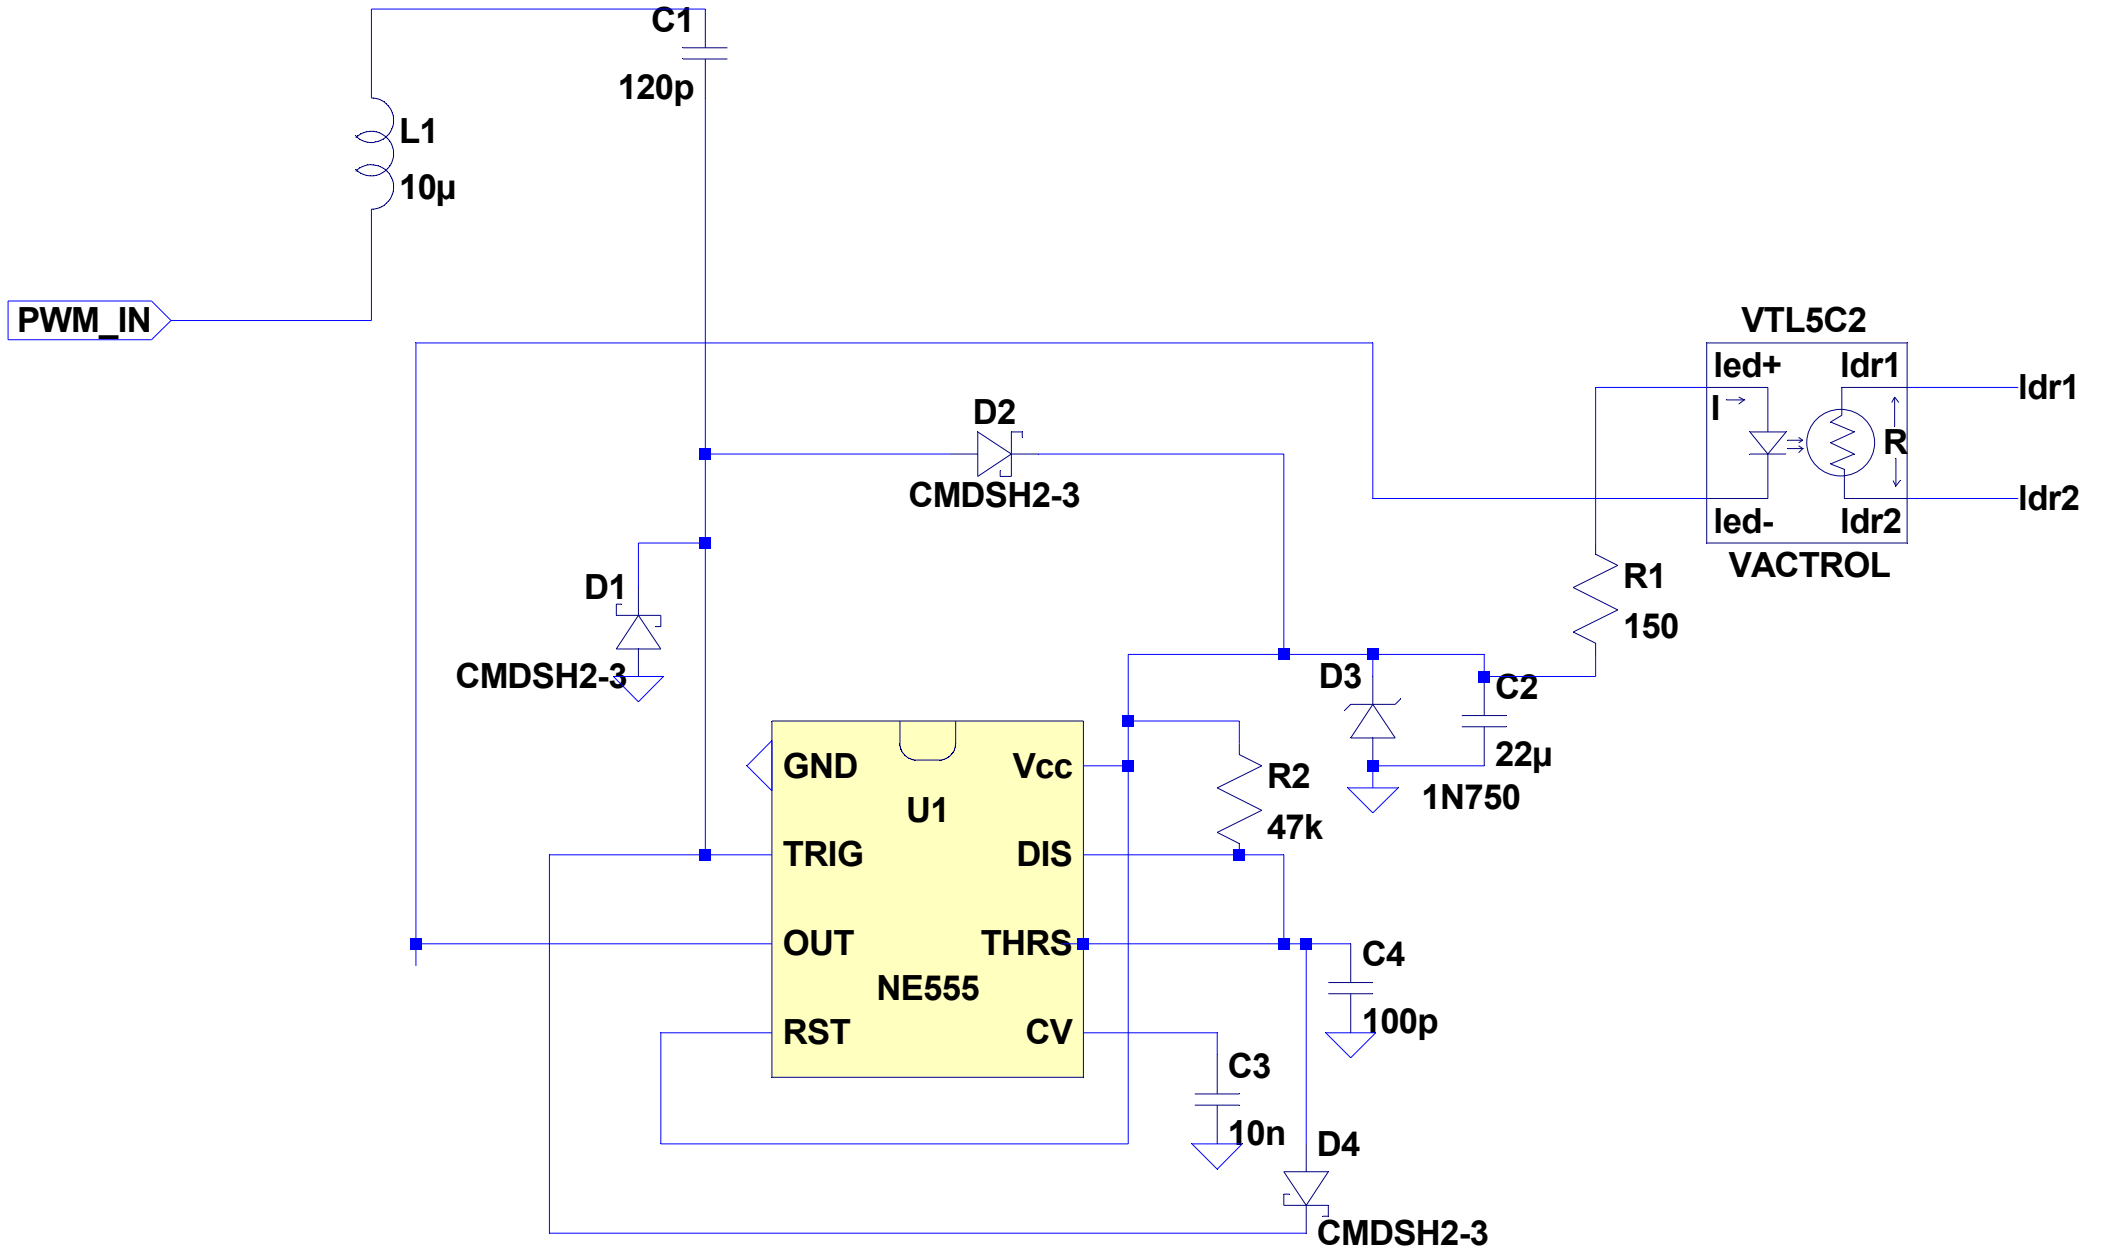 C1
120p
L1
10µ
PWM_IN
VTL5C2
led+
ldr1
I
R
led-
ldr2
VACTROL
ldr1
ldr2
D2
CMDSH2-3
D1
CMDSH2-3
R1
150
D3
1N750
C2
22µ
R2
47k
GND
Vcc
U1
TRIG
DIS
OUT
THRS
NE555
RST
CV
C4
100p
C3
10n
D4
CMDSH2-3